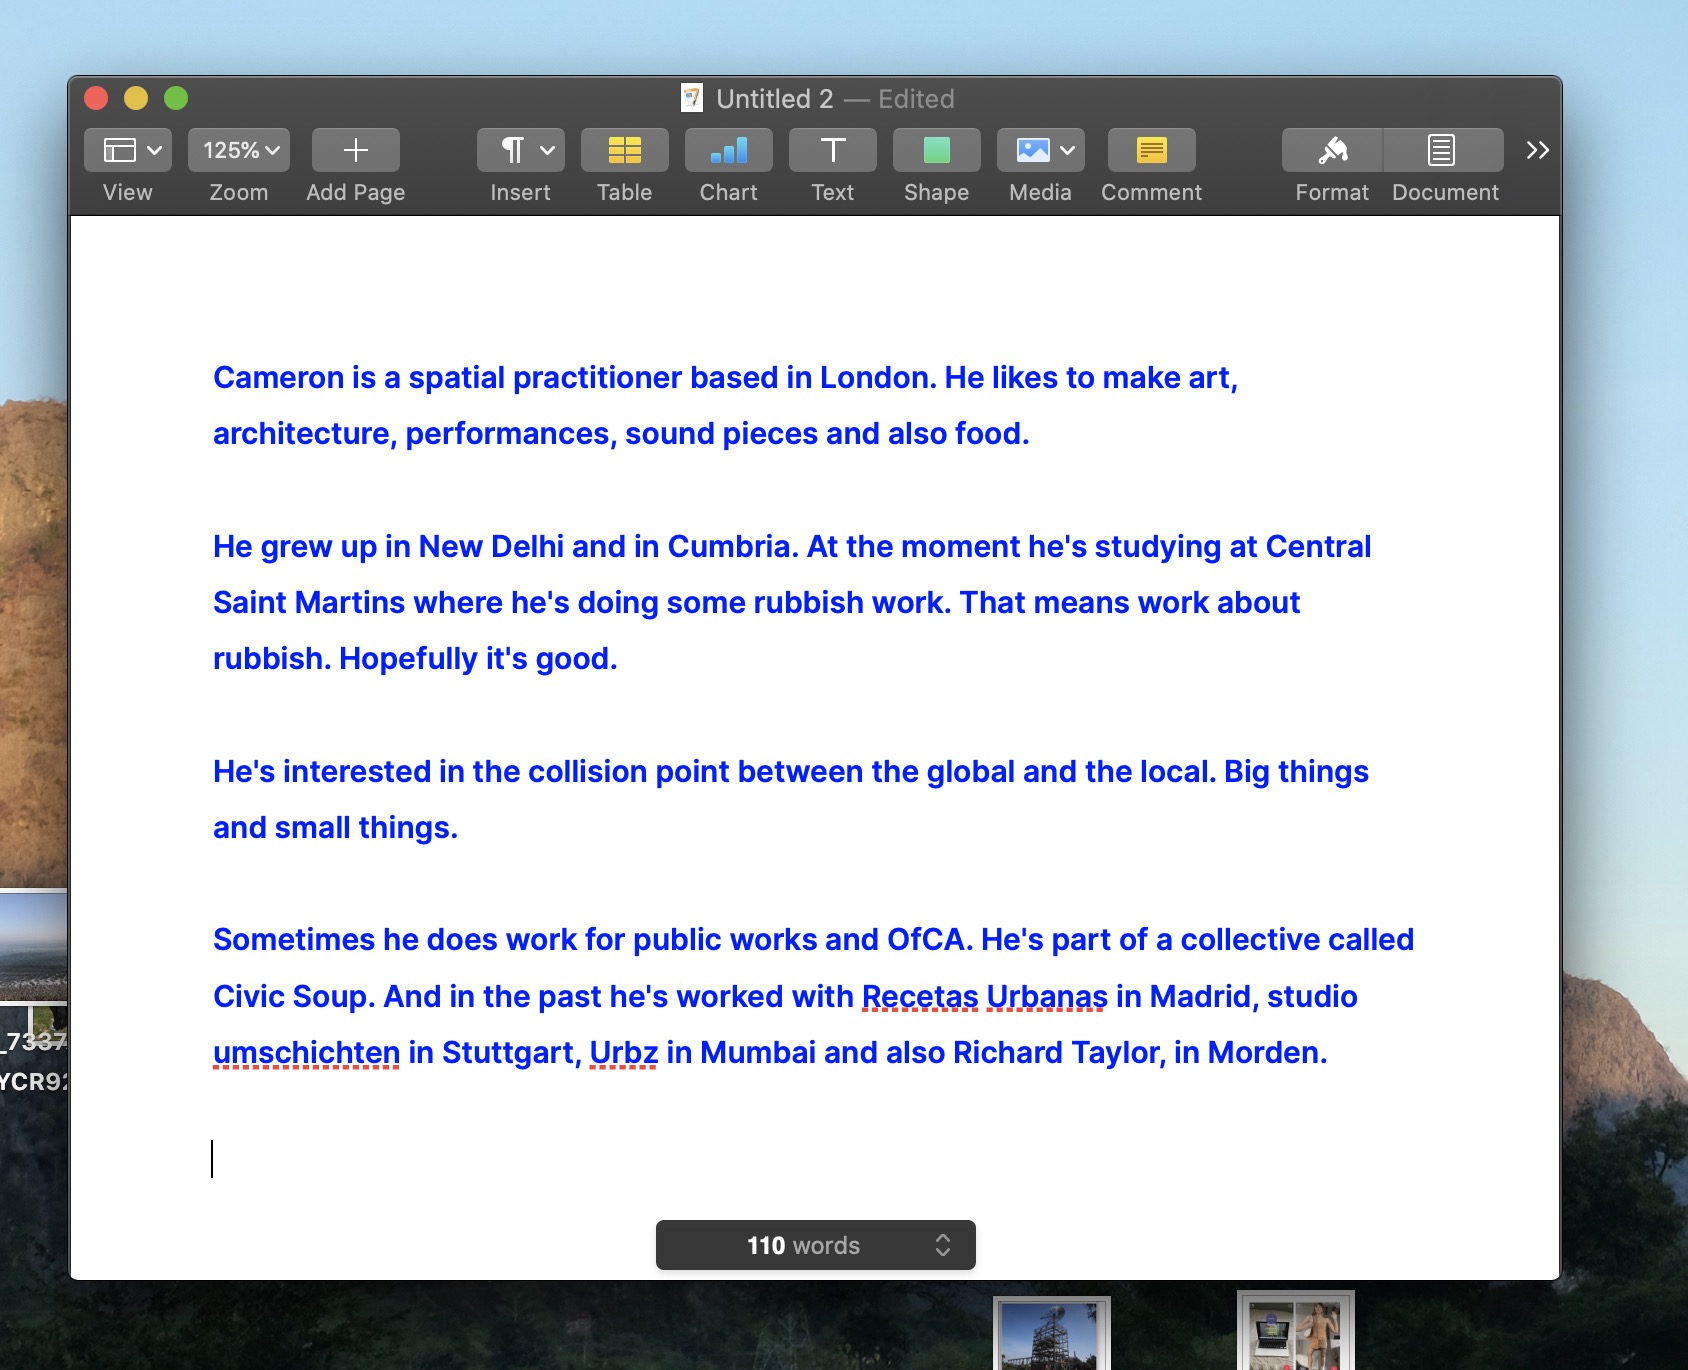 Untitled 2 — Edited
125%
View Zoom Add Page Insert Table Chart Text Shape Media Comment Format Document
Cameron is a spatial practitioner based in London. He likes to make art,
architecture, performances, sound pieces and also food.
He grew up in New Delhi and in Cumbria. At the moment he's studying at Central
Saint Martins where he's doing some rubbish work. That means work about
rubbish. Hopefully it's good.
He's interested in the collision point between the global and the local. Big things
and small things.
Sometimes he does work for public works and OfCA. He's part of a collective called
Civic Soup. And in the past he's worked with Recetas Urbanas in Madrid, studio
_7337
umschichten in Stuttgart, Urbz in Mumbai and also Richard Taylor, in Morden.
YCR92
110 words